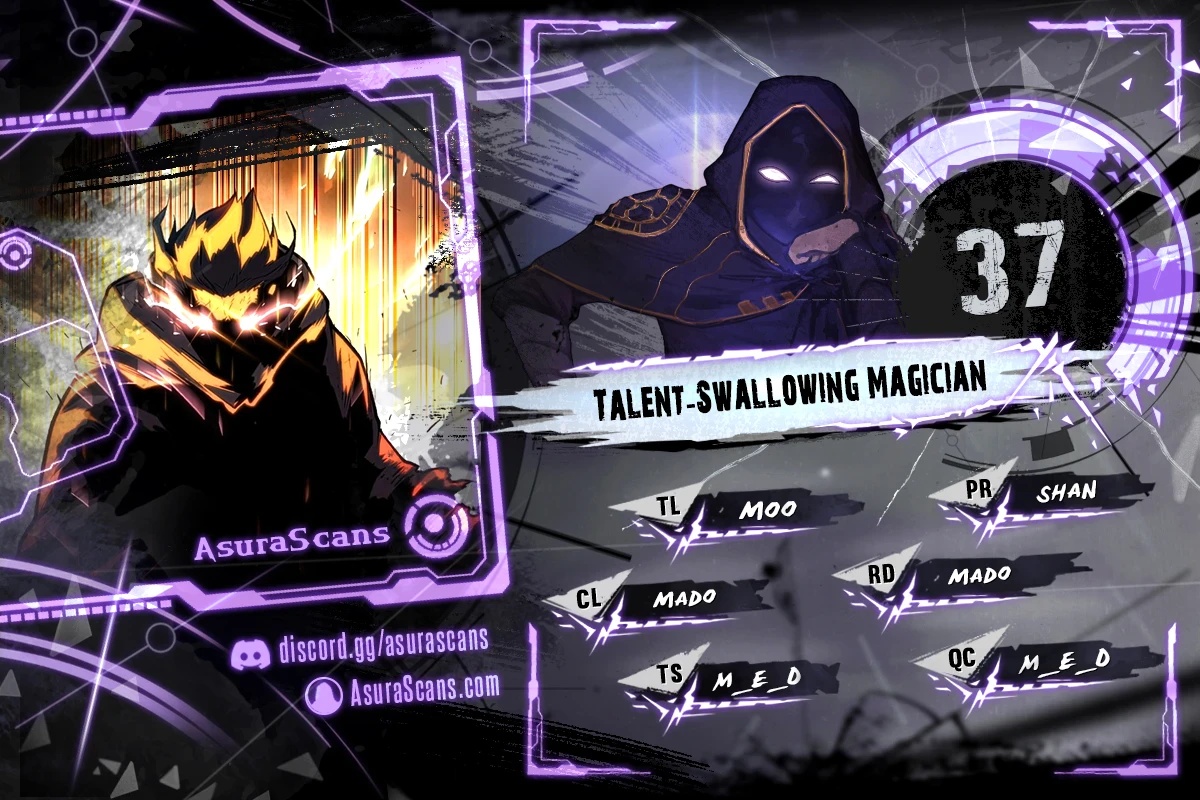 37
TALENT-SWALLOWING MAGICIAN
TL MOO
PR SHAN
CL MADO
RD MADO
TS M_E_D
QC M_E_D
AsuraScans
discord.gg/asurascans
AsuraScans.com